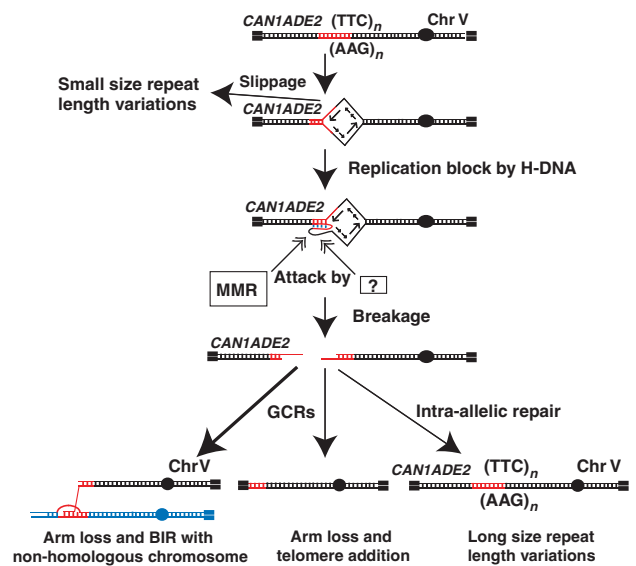 CAN1ADE2 (TTC)n Chr V
(AAG)n
Slippage
Small size repeat
length variations
CAN1ADE2
Replication block by H-DNA
CAN1ADE2
MMR
Attack by
?
Breakage
CAN1ADE2
GCRs
Intra-allelic repair
Chr V
CAN1ADE2 (TTC)n Chr V
(AAG)n
Arm loss and BIR with
non-homologous chromosome
Arm loss and
telomere addition
Long size repeat
length variations